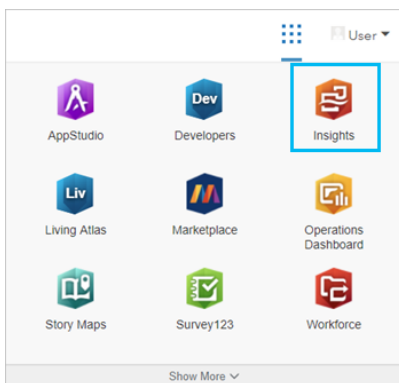 User
Dev
AppStudio
Developers
Insights
Liv
Living Atlas
Marketplace
Operations
Dashboard
Story Maps
Survey123
Workforce
Show More